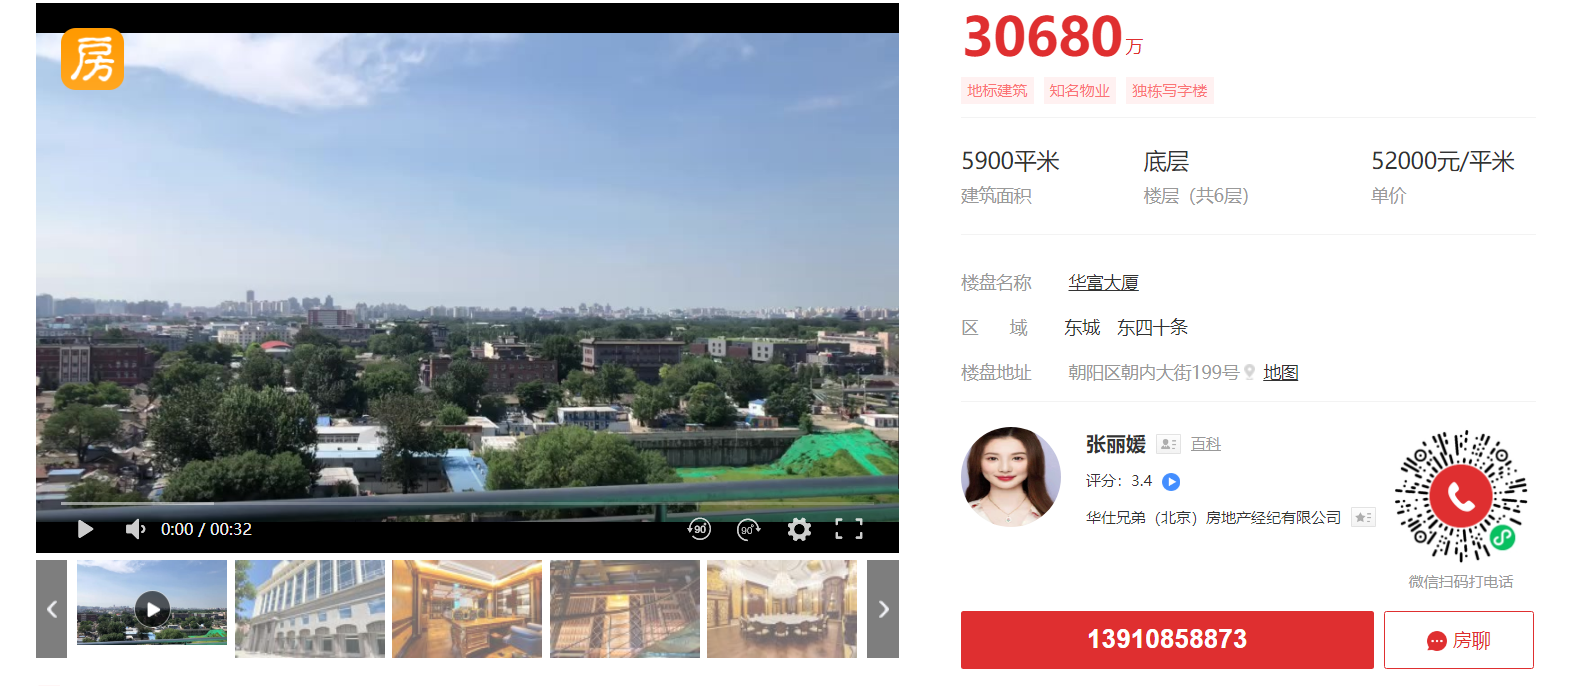 房
90
90
0:00 / 00:32
30680万
地标建筑 知名物业 独栋写字楼
5900平米 底层 52000元/平米
建筑面积 楼层（共6层） 单价
楼盘名称 华富大厦
区 域 东城 东四十条
楼盘地址 朝阳区朝内大街199号 地图
张丽媛 百科
评分：3.4
华仕兄弟（北京）房地产经纪有限公司
微信扫码打电话
13910858873 房聊